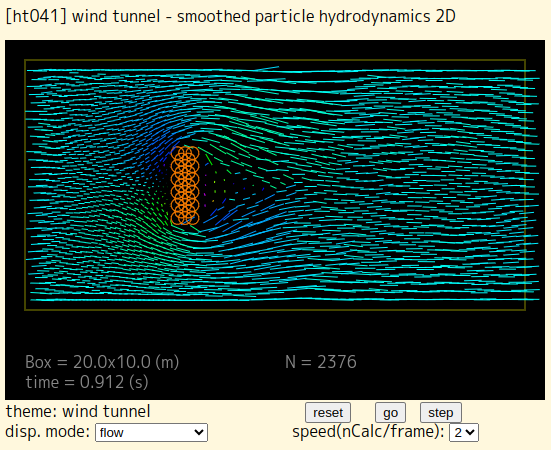 [ht041] wind tunnel - smoothed particle hydrodynamics 2D
Box = 20.0x10.0 (m) N = 2376
time = 0.912 (s)
theme: wind tunnel reset go step
disp. mode: flow speed(nCalc/frame): 2